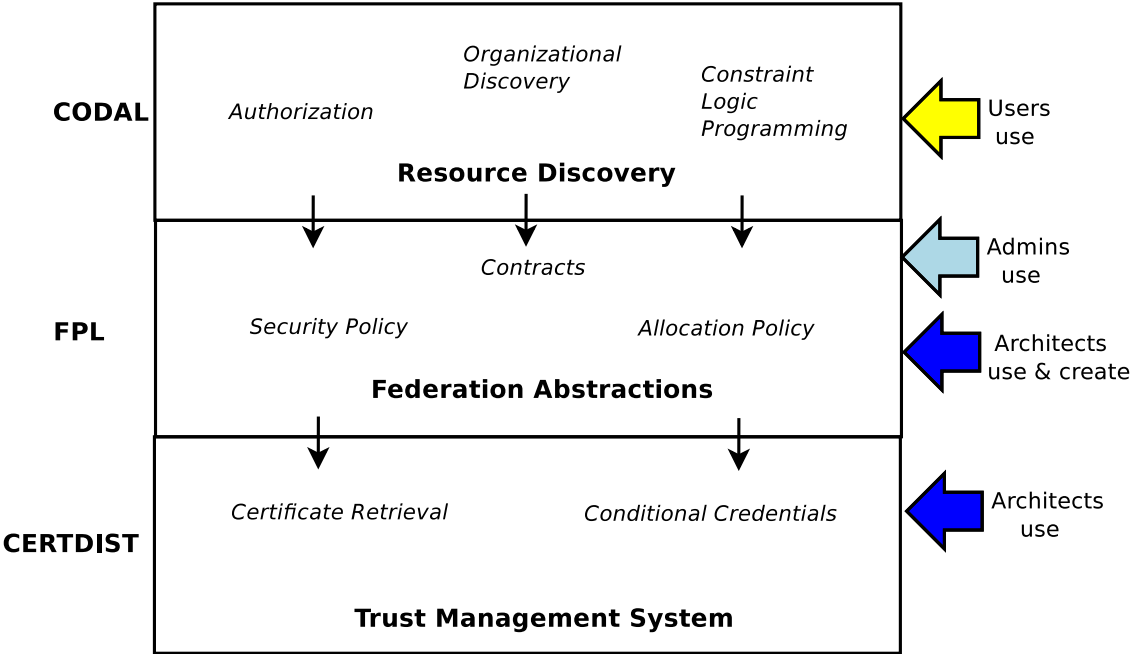 Organizational
Discovery
Constraint
Logic
Programming
Authorization
CODAL
Users
use
Resource Discovery
Contracts
Admins
use
Security Policy
Allocation Policy
FPL
Architects
use & create
Federation Abstractions
Certificate Retrieval
Conditional Credentials
Architects
use
CERTDIST
Trust Management System